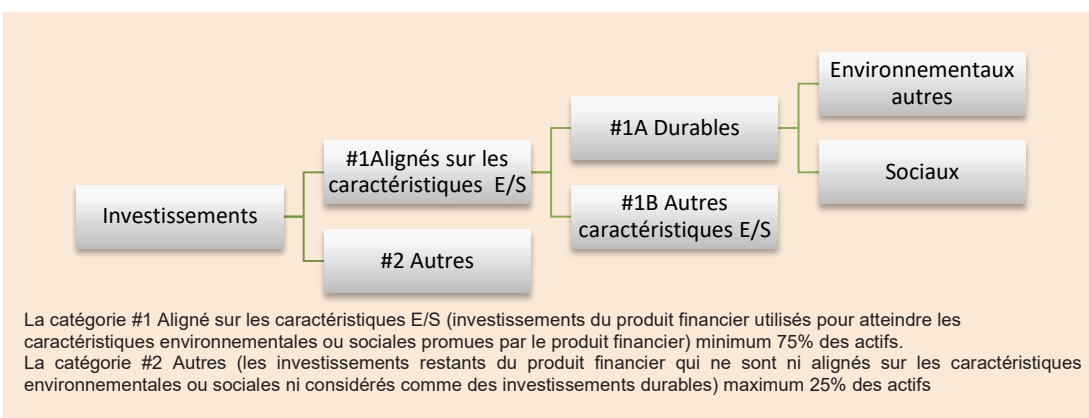 Investissements
#1Alignés sur les
caractéristiques E/S
#2 Autres
#1A Durables
#1B Autres
caractéristiques E/S
Environnementaux
autres
Sociaux
La catégorie #1 Aligné sur les caractéristiques E/S (investissements du produit financier utilisés pour atteindre les
caractéristiques environnementales ou sociales promues par le produit financier) minimum 75% des actifs.
La catégorie #2 Autres (les investissements restants du produit financier qui ne sont ni alignés sur les caractéristiques
environnementales ou sociales ni considérés comme des investissements durables) maximum 25% des actifs